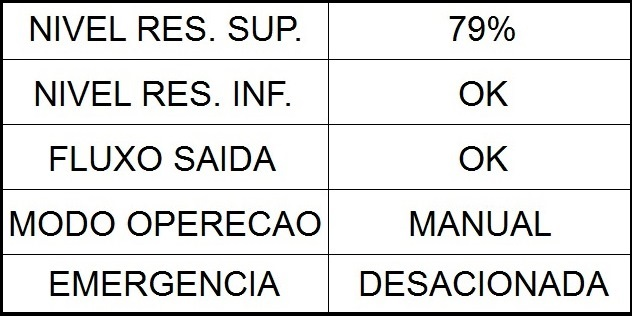 NIVEL RES. SUP. 79%
NIVEL RES. INF. OK
FLUXO SAIDA OK
MODO OPERECAO MANUAL
EMERGENCIA DESACIONADA